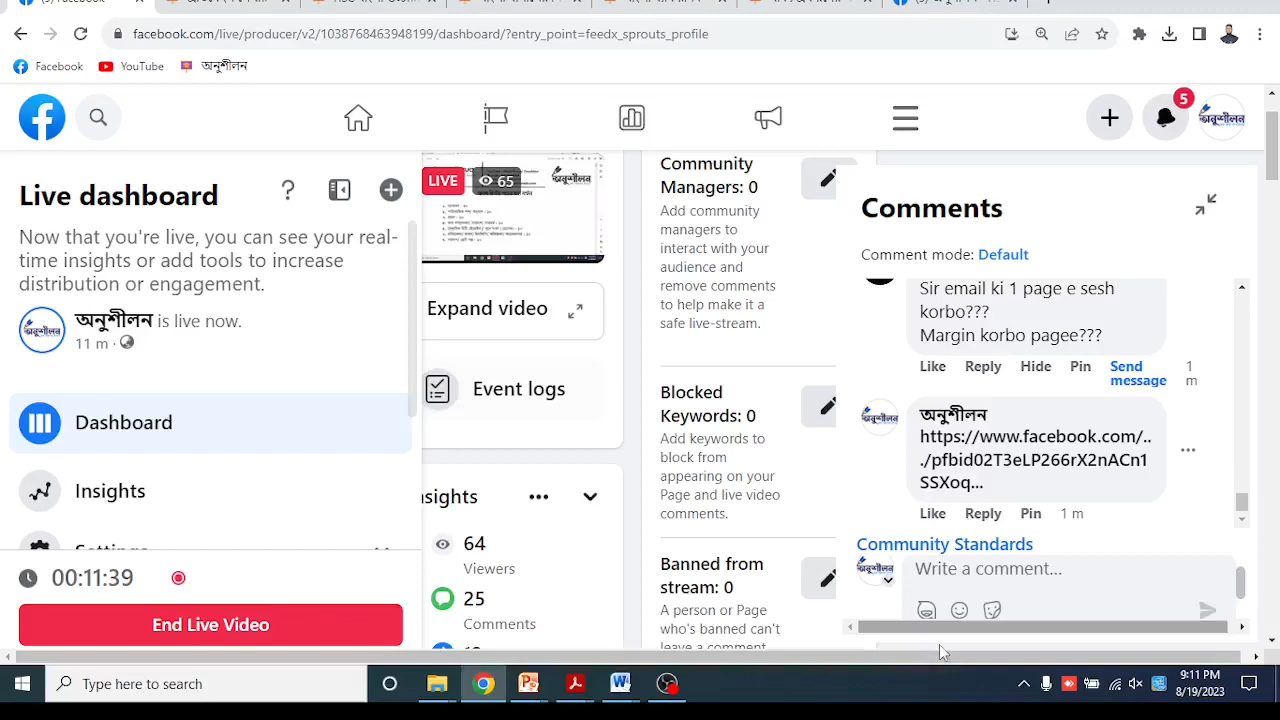 facebook.com/live/producer/v2/1038768463948199/dashboard/?entry_point=feedx_sprouts_profile
Facebook
YouTube
অনুশীলন
5
অনুশীলন
Live dashboard
Now that you're live, you can see your real-
time insights or add tools to increase
distribution or engagement.
অনুশীলন is live now.
11 m
Dashboard
Insights
00:11:39
End Live Video
LIVE
65
অনুশীলন
Expand video
Event logs
nsights
64
Viewers
25
Comments
Community
Managers: 0
Add community
managers to
interact with your
audience and
remove comments
to help make it a
safe live-stream.
Blocked
Keywords: 0
Add keywords to
block from
appearing on your
Page and live video
comments.
Banned from
stream: 0
A person or Page
who's banned can't
leave a comment
Comments
Comment mode: Default
Sir email ki 1 page e sesh
korbo???
Margin korbo pagee???
Like Reply Hide Pin Send message 1 m
অনুশীলন
https://www.facebook.com/..
./pfbid02T3eLP266rX2nACn1
SSXoq...
Like Reply Pin 1 m
Community Standards
Write a comment...
Type here to search
9:11 PM
8/19/2023